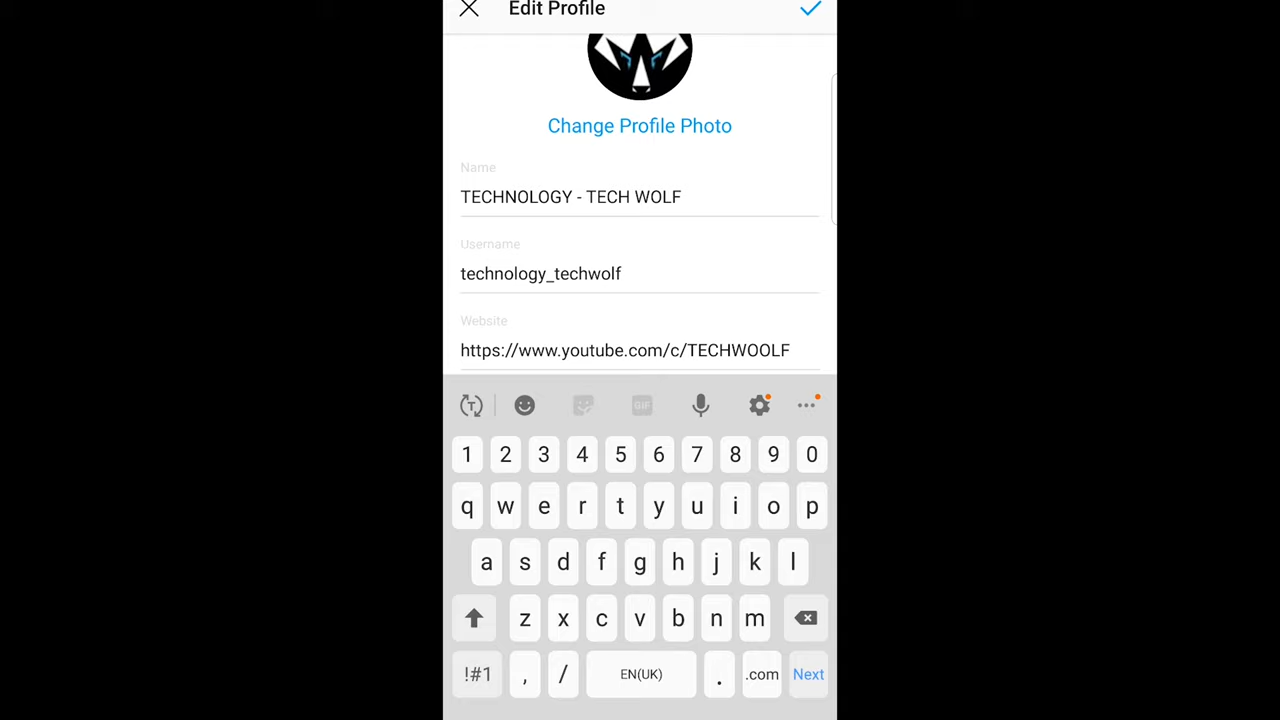 Edit Profile
Change Profile Photo
Name
TECHNOLOGY - TECH WOLF
Username
technology_techwolf
Website
https://www.youtube.com/c/TECHWOOLF
T GIF
1 2 3 4 5 6 7 8 9 0
q w e r t y u i o p
a s d f g h j k l
z x c v b n m
!#1 , / EN(UK) . .com Next